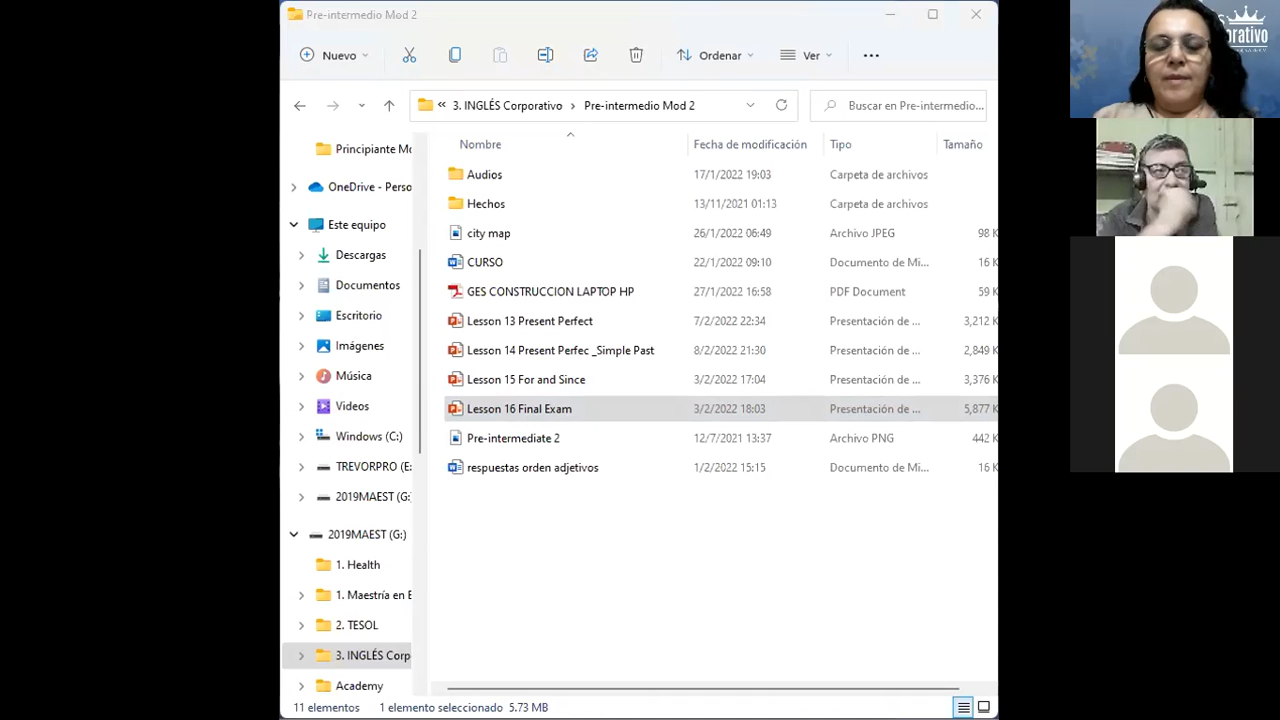 Pre-intermedio Mod 2
Nuevo
Ordenar
Ver
3. INGLÉS Corporativo > Pre-intermedio Mod 2
Buscar en Pre-intermedio...
Nombre Fecha de modificación Tipo Tamaño
Audios 17/1/2022 19:03 Carpeta de archivos
Hechos 13/11/2021 01:13 Carpeta de archivos
city map 26/1/2022 06:49 Archivo JPEG 98 K
CURSO 22/1/2022 09:10 Documento de Mi... 16 K
GES CONSTRUCCION LAPTOP HP 27/1/2022 16:58 PDF Document 59 K
Lesson 13 Present Perfect 7/2/2022 22:34 Presentación de ... 3,212 K
Lesson 14 Present Perfec _Simple Past 8/2/2022 21:30 Presentación de ... 2,849 K
Lesson 15 For and Since 3/2/2022 17:04 Presentación de ... 3,376 K
Lesson 16 Final Exam 3/2/2022 18:03 Presentación de ... 5,877 K
Pre-intermediate 2 12/7/2021 13:37 Archivo PNG 442 K
respuestas orden adjetivos 1/2/2022 15:15 Documento de Mi... 16 K
Principiante Mo
OneDrive - Perso
Este equipo
Descargas
Documentos
Escritorio
Imágenes
Música
Videos
Windows (C:)
TREVORPRO (E:
2019MAEST (G:
2019MAEST (G:)
1. Health
1. Maestría en E
2. TESOL
3. INGLÉS Corp
Academy
11 elementos 1 elemento seleccionado 5.73 MB
S
orativo